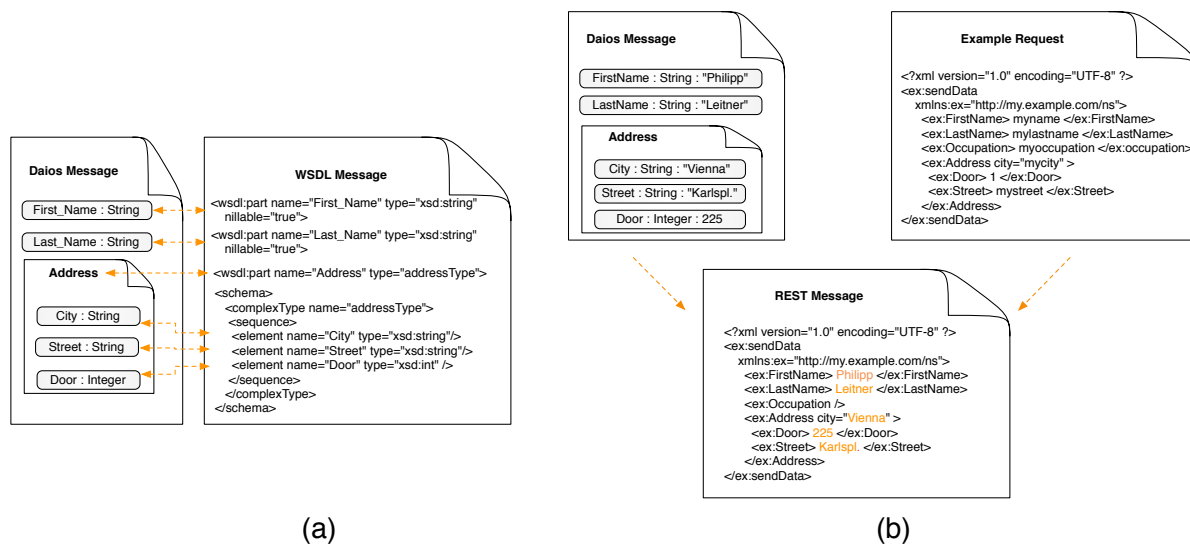 Daios Message
First_Name : String
Last_Name : String
Address
City : String
Street : String
Door : Integer
WSDL Message
<wsdl:part name="First_Name" type="xsd:string"
nillable="true">
<wsdl:part name="Last_Name" type="xsd:string"
nillable="true">
<wsdl:part name="Address" type="addressType">
<schema>
<complexType name="addressType">
<sequence>
<element name="City" type="xsd:string"/>
<element name="Street" type="xsd:string"/>
<element name="Door" type="xsd:int" />
</sequence>
</complexType>
</schema>
(a)
Daios Message
FirstName : String : "Philipp"
LastName : String : "Leitner"
Address
City : String : "Vienna"
Street : String : "Karlspl."
Door : Integer : 225
Example Request
<?xml version="1.0" encoding="UTF-8" ?>
<ex:sendData
xmlns:ex="http://my.example.com/ns">
<ex:FirstName> myname </ex:FirstName>
<ex:LastName> mylastname </ex:LastName>
<ex:Occupation> myoccupation </ex:occupation>
<ex:Address city="mycity" >
<ex:Door> 1 </ex:Door>
<ex:Street> mystreet </ex:Street>
</ex:Address>
</ex:sendData>
REST Message
<?xml version="1.0" encoding="UTF-8" ?>
<ex:sendData
xmlns:ex="http://my.example.com/ns">
<ex:FirstName> Philipp </ex:FirstName>
<ex:LastName> Leitner </ex:LastName>
<ex:Occupation />
<ex:Address city="Vienna" >
<ex:Door> 225 </ex:Door>
<ex:Street> Karlspl. </ex:Street>
</ex:Address>
</ex:sendData>
(b)